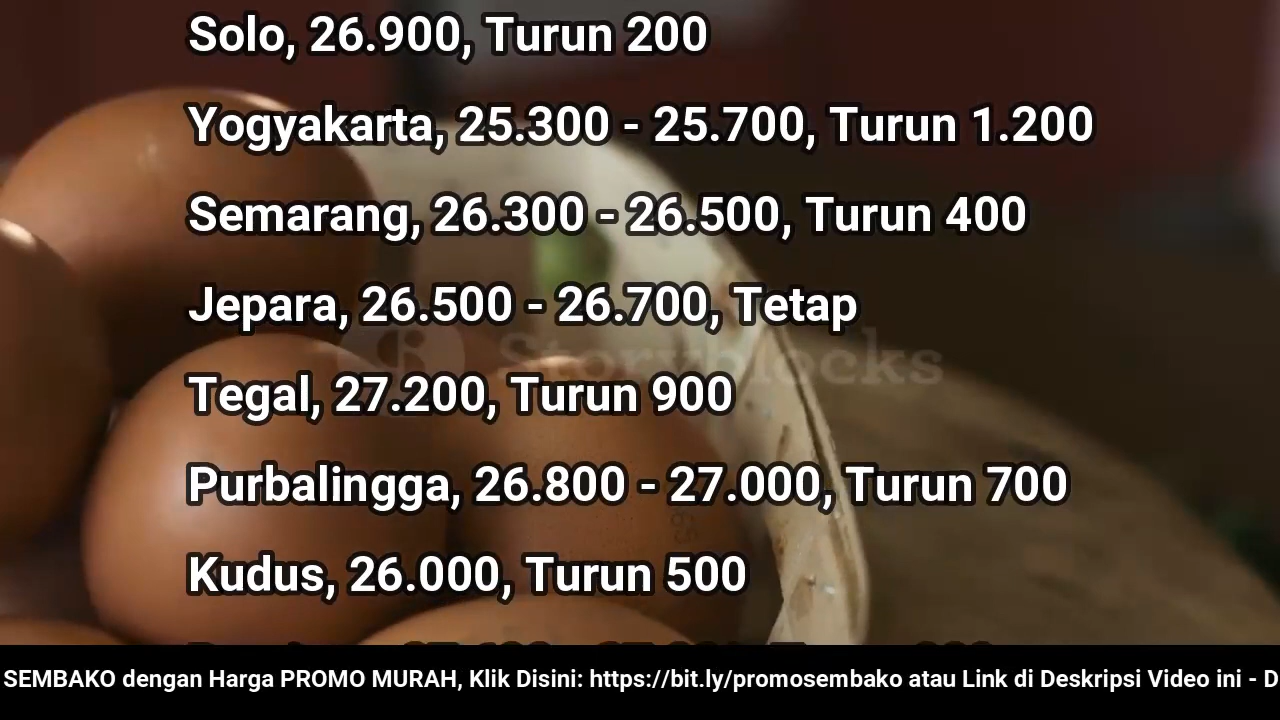 Solo, 26.900, Turun 200
Yogyakarta, 25.300 - 25.700, Turun 1.200
Semarang, 26.300 - 26.500, Turun 400
Jepara, 26.500 - 26.700, Tetap
Storyblocks
Tegal, 27.200, Turun 900
Purbalingga, 26.800 - 27.000, Turun 700
Kudus, 26.000, Turun 500
SEMBAKO dengan Harga PROMO MURAH, Klik Disini: https://bit.ly/promosembako atau Link di Deskripsi Video ini - D